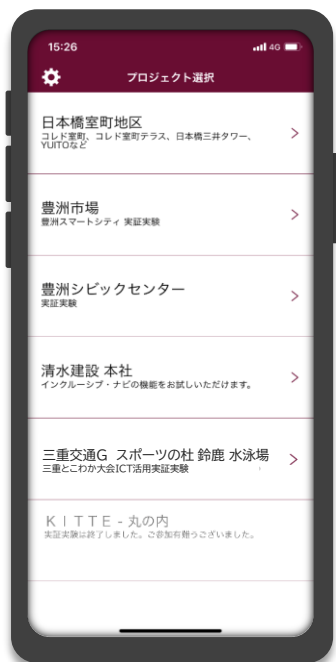 15:26
4G
プロジェクト選択
日本橋室町地区
コレド室町、コレド室町テラス、日本橋三井タワー、
YUITOなど
豊洲市場
豊洲スマートシティ 実証実験
豊洲シビックセンター
実証実験
清水建設 本社
インクルーシブ・ナビの機能をお試しいただけます。
三重交通G スポーツの杜 鈴鹿 水泳場
三重とこわか大会ICT活用実証実験
ＫＩＴＴＥ - 丸の内
実証実験は終了しました。ご参加有難うございました。